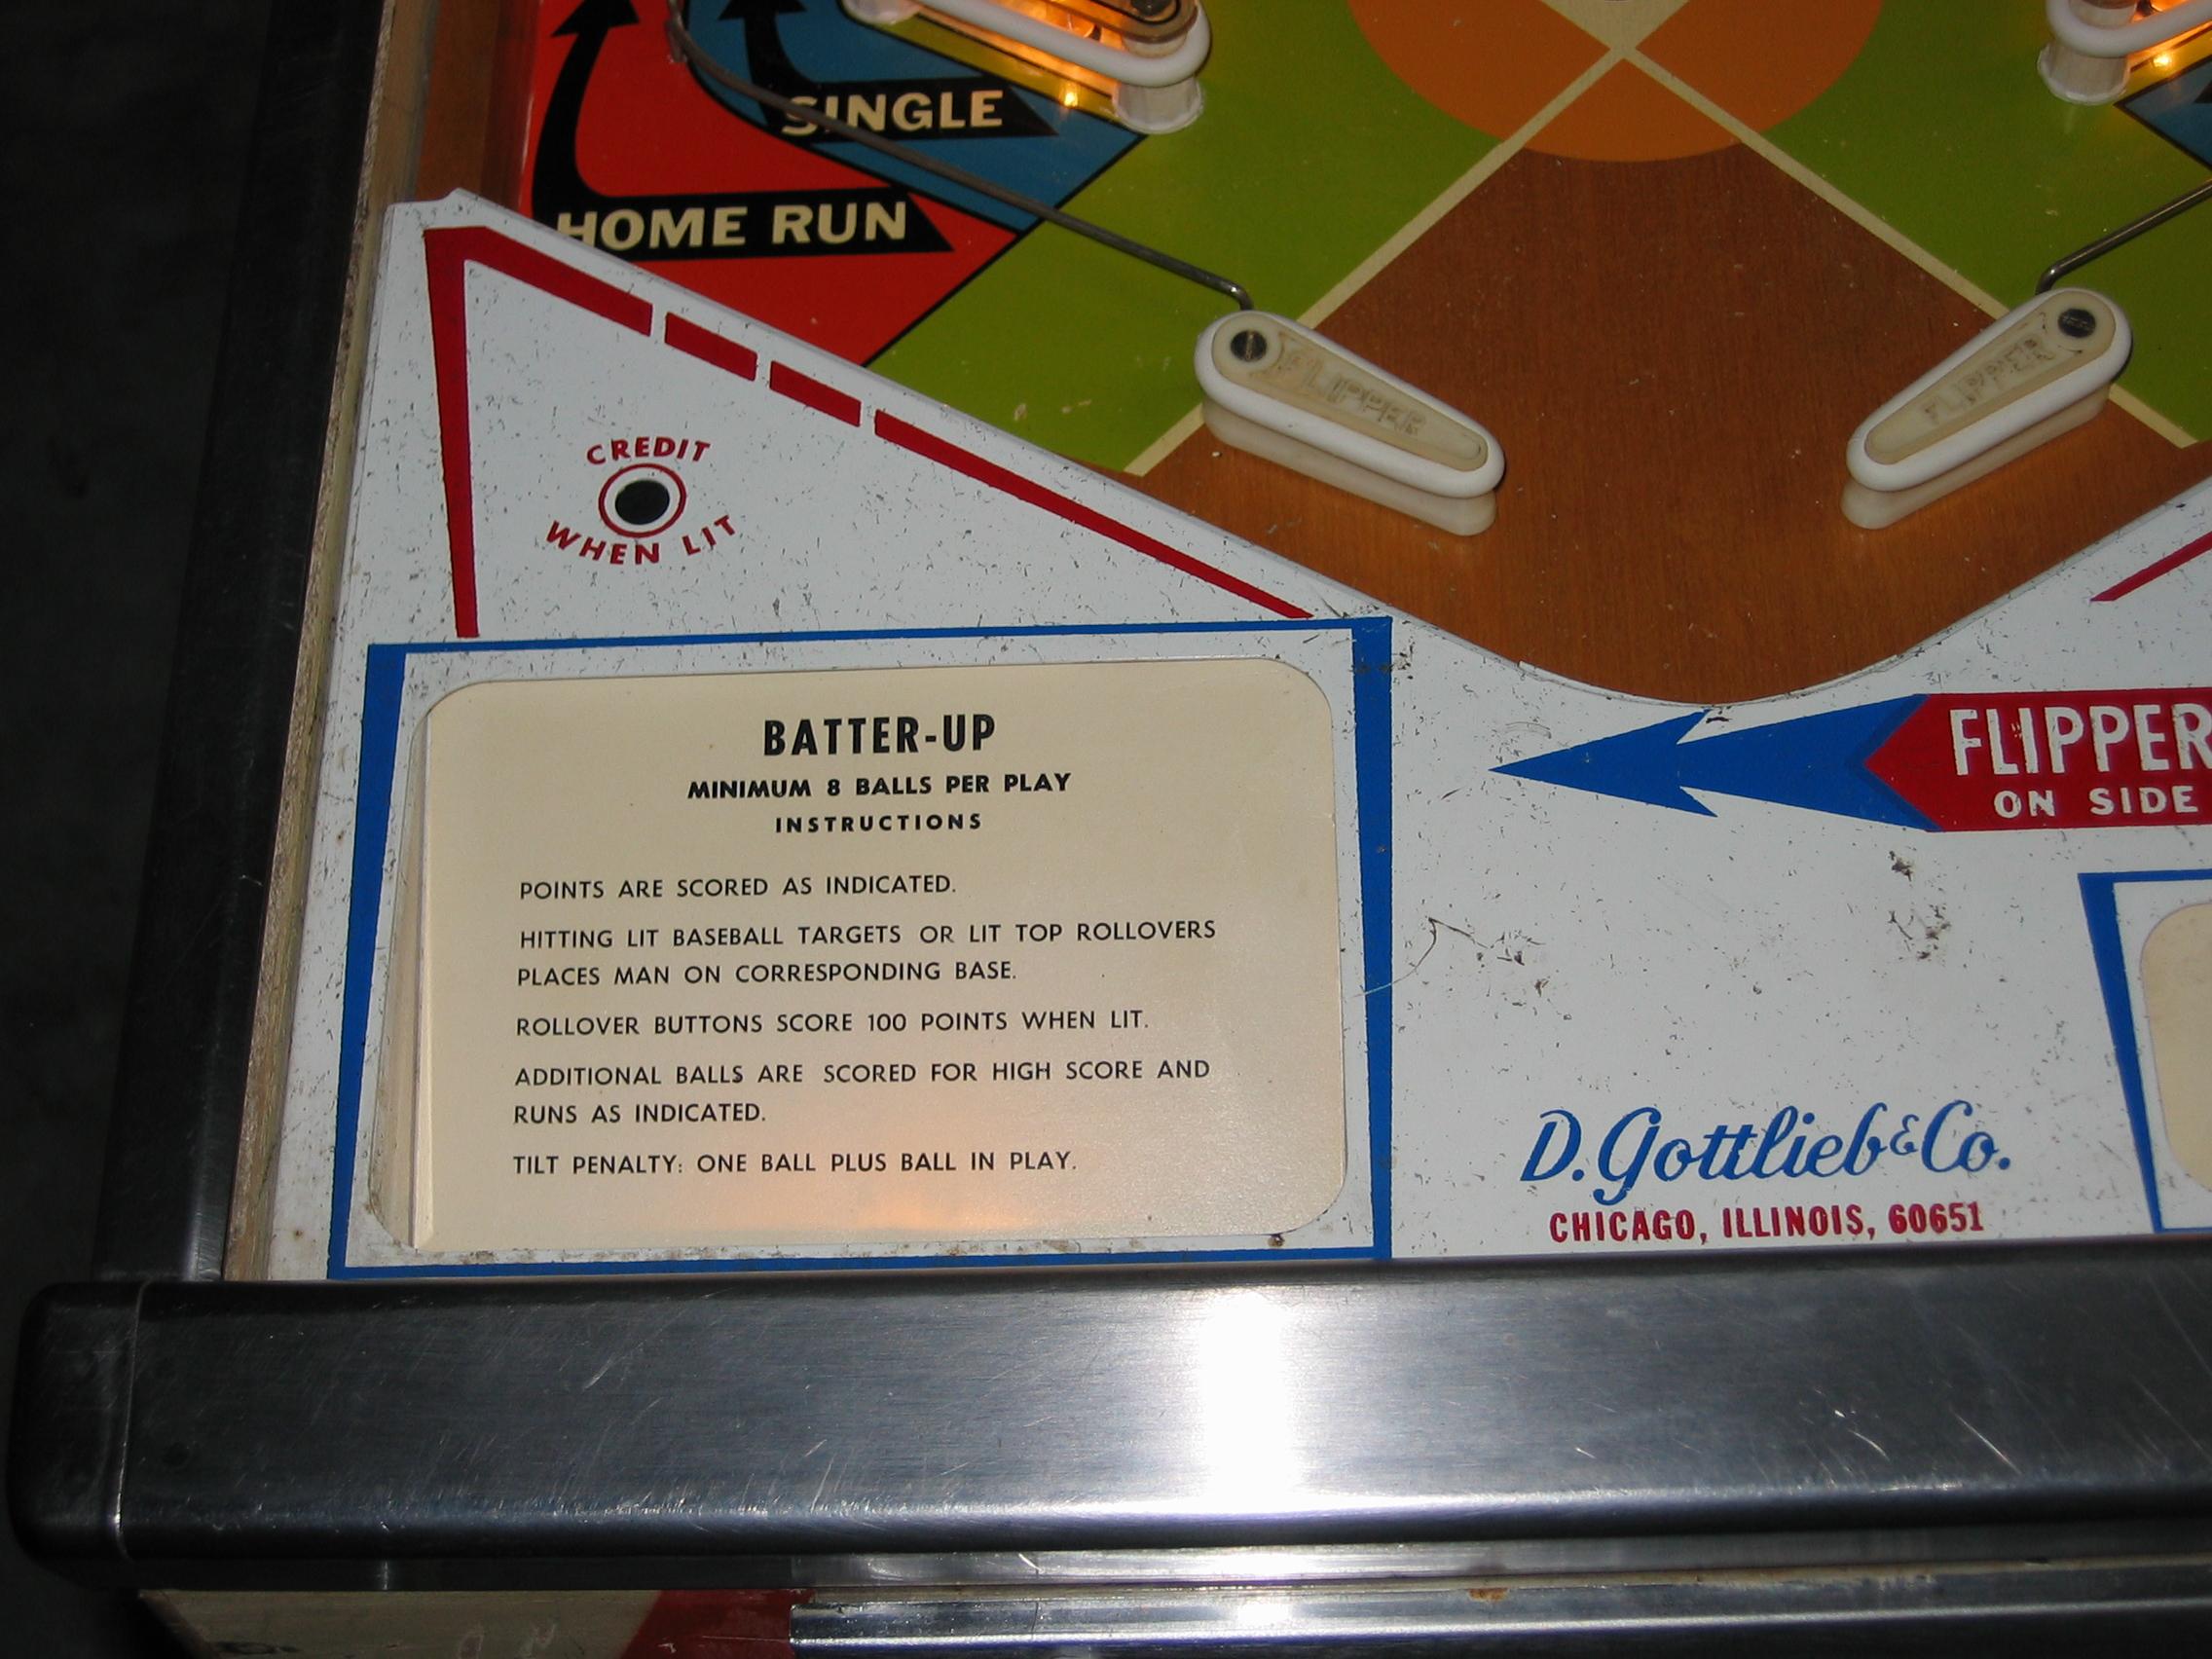 SINGLE
HOME RUN
FLIPPER
FLIPPER
CREDIT
WHEN LIT
BATTER-UP
MINIMUM 8 BALLS PER PLAY
INSTRUCTIONS
POINTS ARE SCORED AS INDICATED.
HITTING LIT BASEBALL TARGETS OR LIT TOP ROLLOVERS
PLACES MAN ON CORRESPONDING BASE.
ROLLOVER BUTTONS SCORE 100 POINTS WHEN LIT.
ADDITIONAL BALLS ARE SCORED FOR HIGH SCORE AND
RUNS AS INDICATED.
TILT PENALTY: ONE BALL PLUS BALL IN PLAY.
FLIPPER
ON SIDE
D. Gottlieb & Co.
CHICAGO, ILLINOIS, 60651